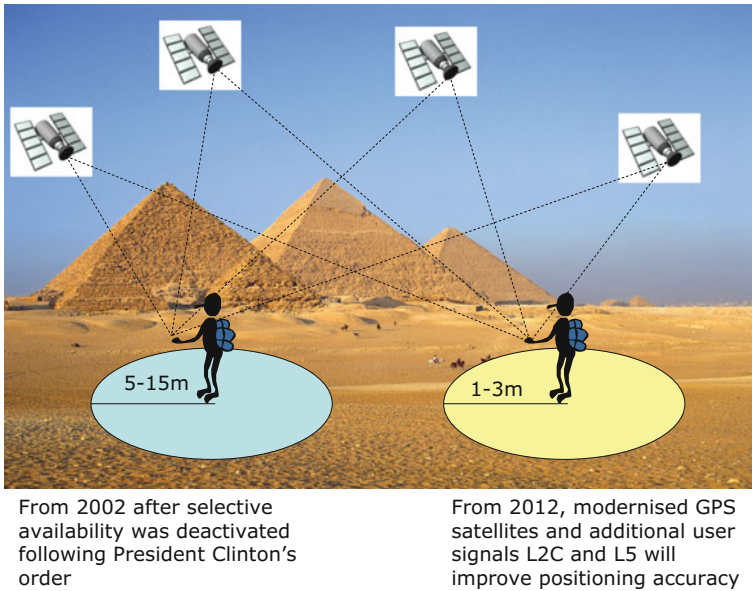 5-15m
1-3m
From 2002 after selective
availability was deactivated
following President Clinton's
order
From 2012, modernised GPS
satellites and additional user
signals L2C and L5 will
improve positioning accuracy